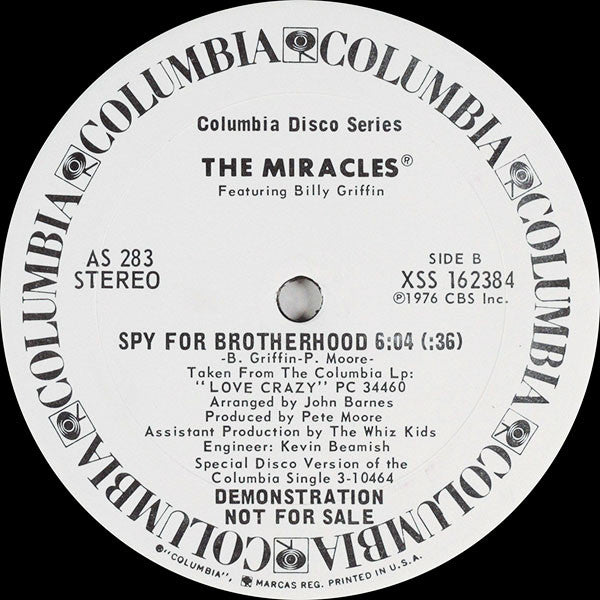 COLUMBIA COLUMBIA COLUMBIA COLUMBIA COLUMBIA COLUMBIA COLUMBIA
Columbia Disco Series
THE MIRACLES®
Featuring Billy Griffin
AS 283
STEREO
SIDE B
XSS 162384
℗1976 CBS Inc.
SPY FOR BROTHERHOOD 6:04 (:36)
-B. Griffin-P. Moore-
Taken From The Columbia Lp:
"LOVE CRAZY" PC 34460
Arranged by John Barnes
Produced by Pete Moore
Assistant Production by The Whiz Kids
Engineer: Kevin Beamish
Special Disco Version of the
Columbia Single 3-10464
DEMONSTRATION
NOT FOR SALE
®"COLUMBIA", MARCAS REG. PRINTED IN U.S.A.